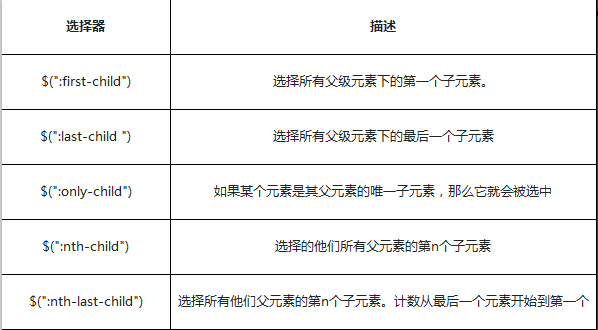 选择器 描述
$(":first-child") 选择所有父级元素下的第一个子元素。
$(":last-child ") 选择所有父级元素下的最后一个子元素
$(":only-child") 如果某个元素是其父元素的唯一子元素，那么它就会被选中
$(":nth-child") 选择的他们所有父元素的第n个子元素
$(":nth-last-child") 选择所有他们父元素的第n个子元素。计数从最后一个元素开始到第一个